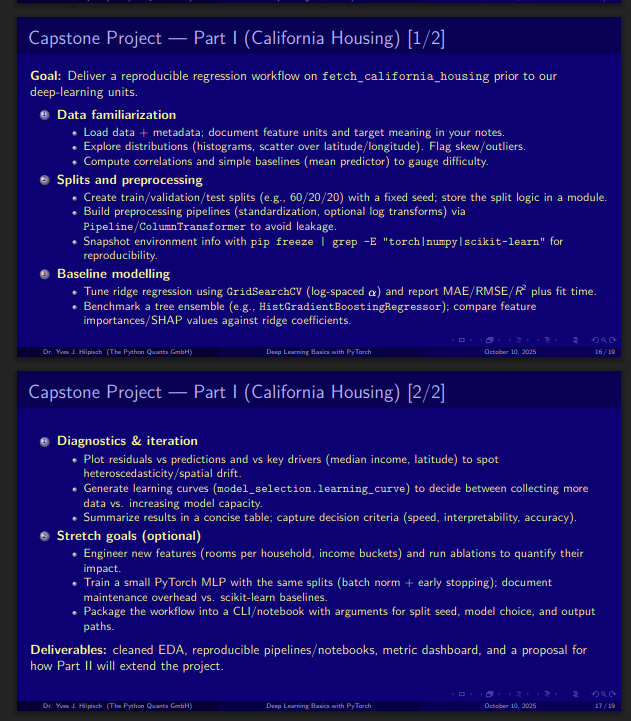 Capstone Project — Part I (California Housing) [1/2]
Goal: Deliver a reproducible regression workflow on fetch_california_housing prior to our
deep-learning units.
1 Data familiarization
Load data + metadata; document feature units and target meaning in your notes.
Explore distributions (histograms, scatter over latitude/longitude). Flag skew/outliers.
Compute correlations and simple baselines (mean predictor) to gauge difficulty.
2 Splits and preprocessing
Create train/validation/test splits (e.g., 60/20/20) with a fixed seed; store the split logic in a module.
Build preprocessing pipelines (standardization, optional log transforms) via
Pipeline/ColumnTransformer to avoid leakage.
Snapshot environment info with pip freeze | grep -E "torch|numpy|scikit-learn" for
reproducibility.
3 Baseline modelling
Tune ridge regression using GridSearchCV (log-spaced α) and report MAE/RMSE/R² plus fit time.
Benchmark a tree ensemble (e.g., HistGradientBoostingRegressor); compare feature
importances/SHAP values against ridge coefficients.
Dr. Yves J. Hilpisch (The Python Quants GmbH) Deep Learning Basics with PyTorch October 10, 2025 16 / 19
Capstone Project — Part I (California Housing) [2/2]
1 Diagnostics & iteration
Plot residuals vs predictions and vs key drivers (median income, latitude) to spot
heteroscedasticity/spatial drift.
Generate learning curves (model_selection.learning_curve) to decide between collecting more
data vs. increasing model capacity.
Summarize results in a concise table; capture decision criteria (speed, interpretability, accuracy).
2 Stretch goals (optional)
Engineer new features (rooms per household, income buckets) and run ablations to quantify their
impact.
Train a small PyTorch MLP with the same splits (batch norm + early stopping); document
maintenance overhead vs. scikit-learn baselines.
Package the workflow into a CLI/notebook with arguments for split seed, model choice, and output
paths.
Deliverables: cleaned EDA, reproducible pipelines/notebooks, metric dashboard, and a proposal for
how Part II will extend the project.
Dr. Yves J. Hilpisch (The Python Quants GmbH) Deep Learning Basics with PyTorch October 10, 2025 17 / 19